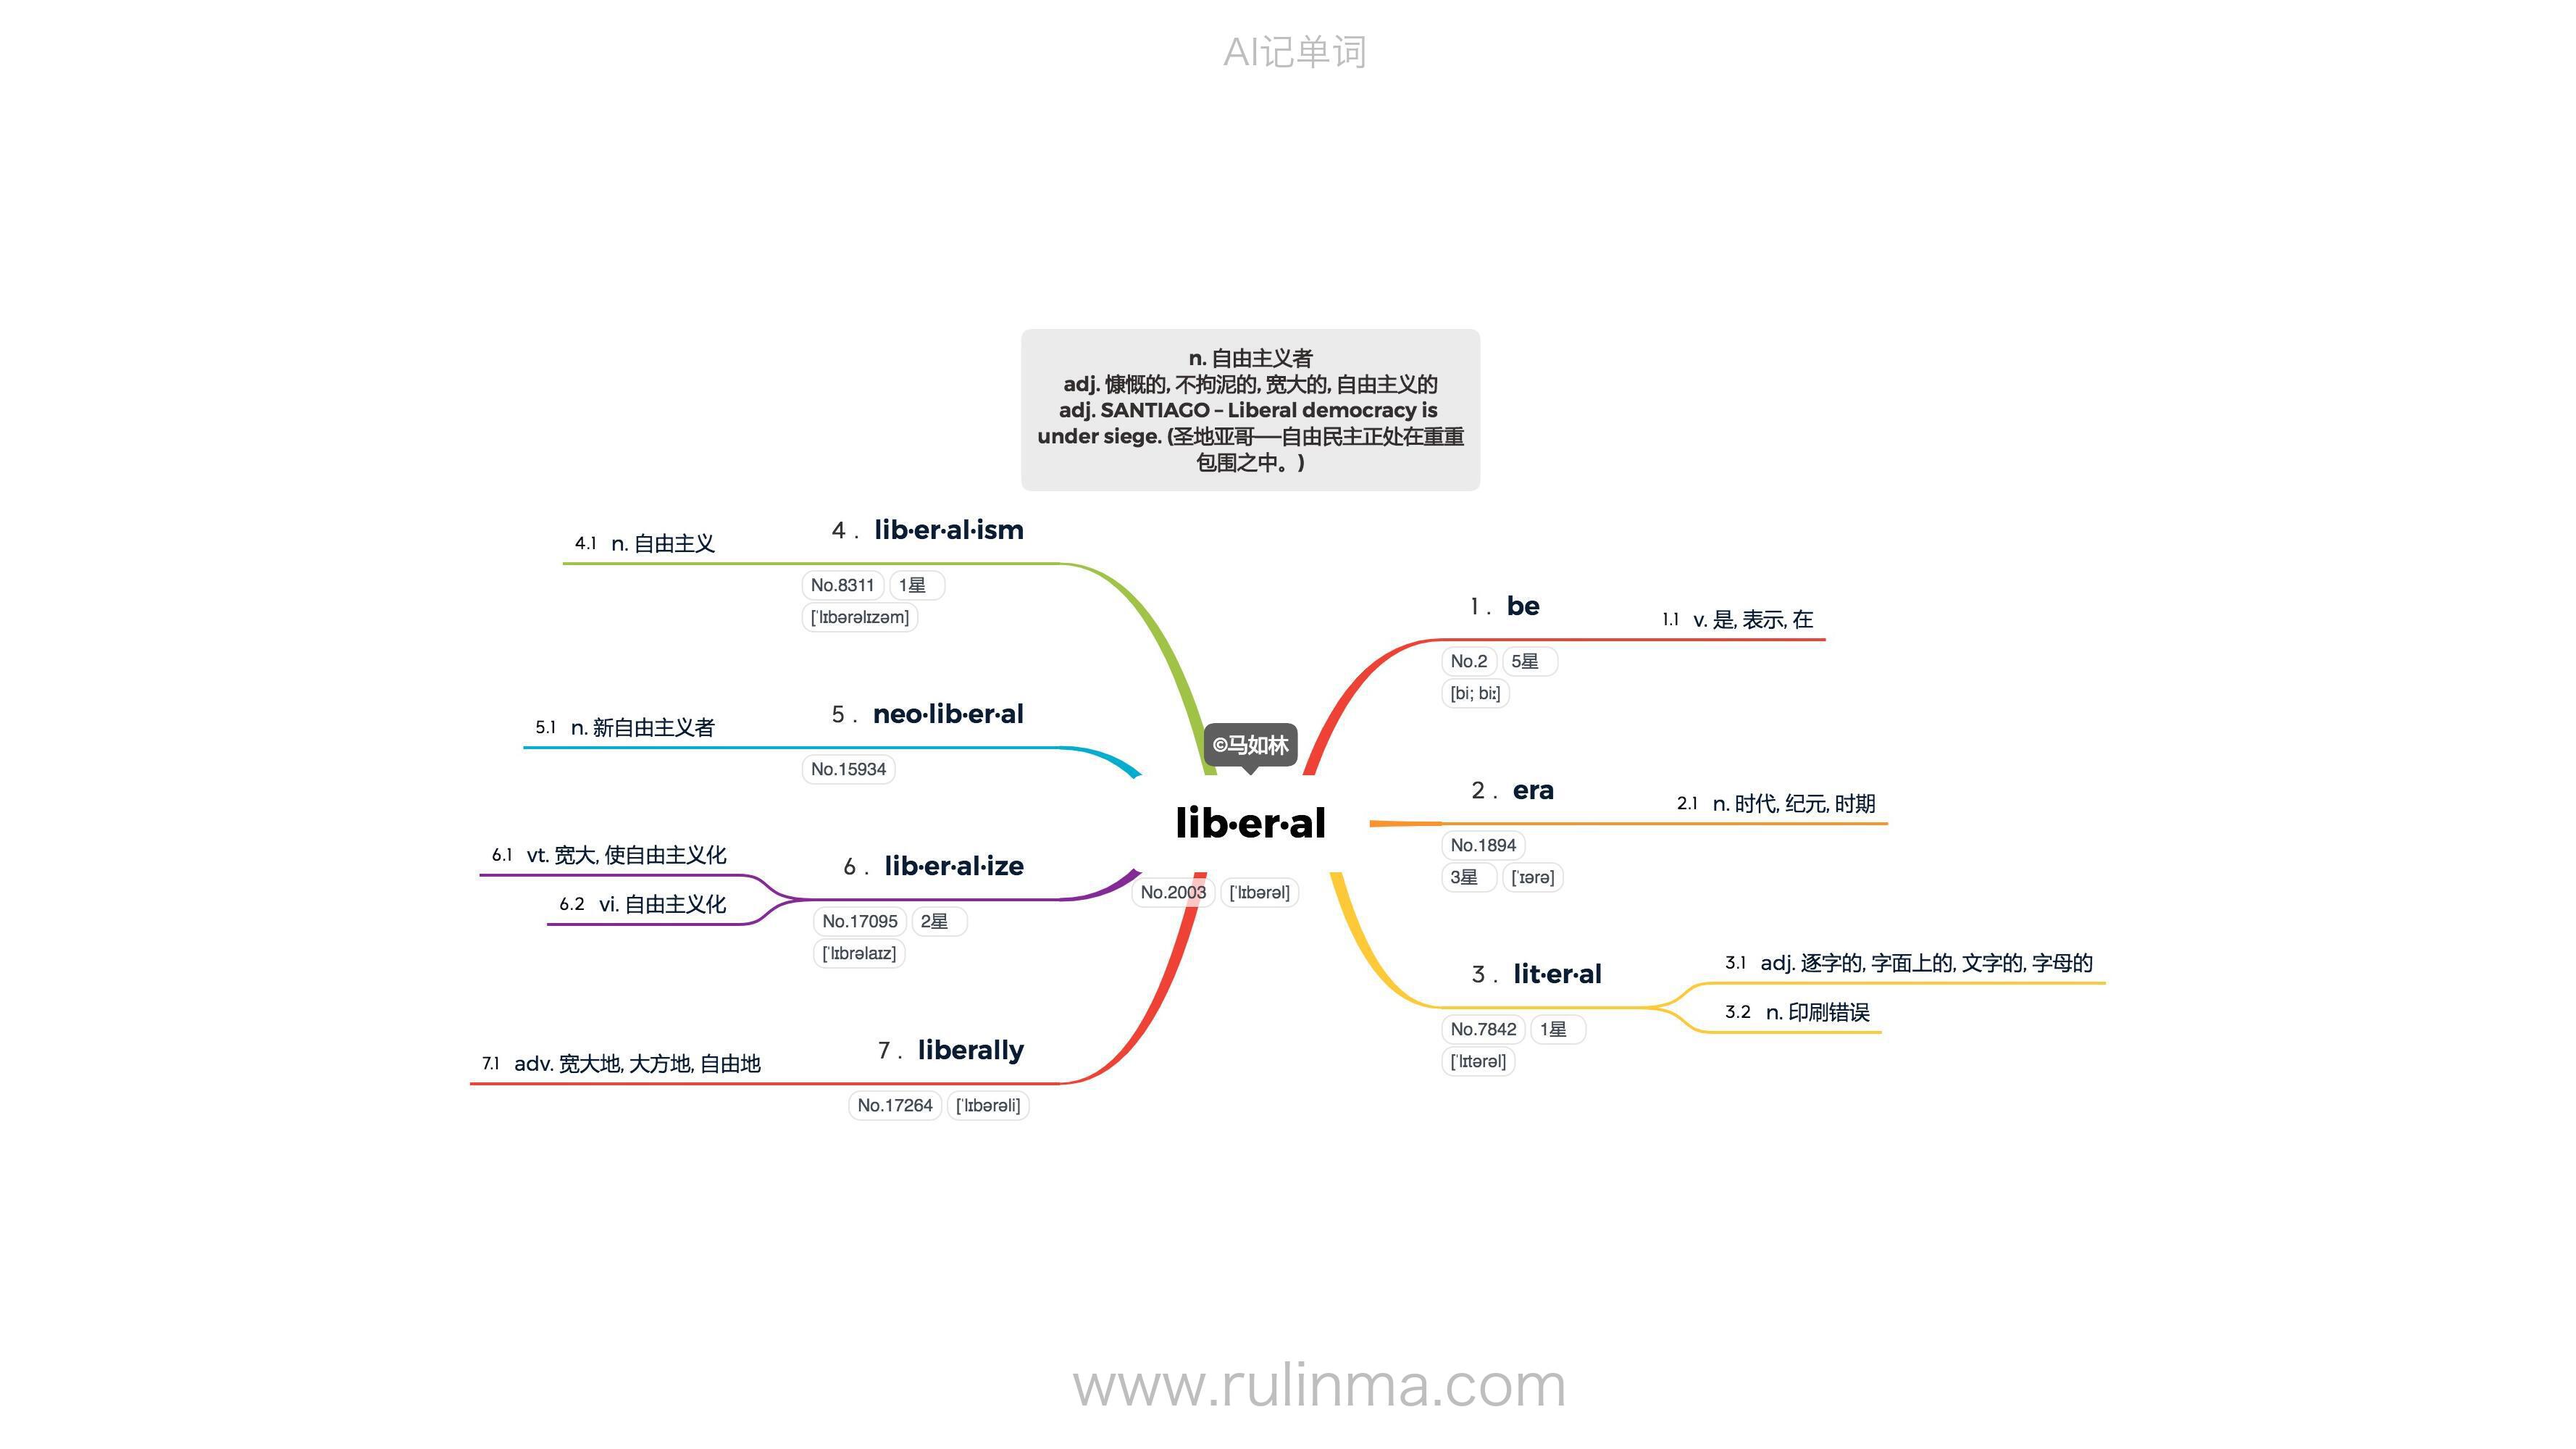 AI记单词
n. 自由主义者
adj. 慷慨的, 不拘泥的, 宽大的, 自由主义的
adj. SANTIAGO – Liberal democracy is
under siege. (圣地亚哥——自由民主正处在重重
包围之中。)
©马如林
lib·er·al
No.2003 [ˈlɪbərəl]
1 . be
No.2 5星
[bi; biː]
1.1 v. 是, 表示, 在
2 . era
No.1894
3星 [ˈɪərə]
2.1 n. 时代, 纪元, 时期
3 . lit·er·al
No.7842 1星
[ˈlɪtərəl]
3.1 adj. 逐字的, 字面上的, 文字的, 字母的
3.2 n. 印刷错误
4 . lib·er·al·ism
No.8311 1星
[ˈlɪbərəlɪzəm]
4.1 n. 自由主义
5 . neo·lib·er·al
No.15934
5.1 n. 新自由主义者
6 . lib·er·al·ize
No.17095 2星
[ˈlɪbrəlaɪz]
6.1 vt. 宽大, 使自由主义化
6.2 vi. 自由主义化
7 . liberally
No.17264 [ˈlɪbərəli]
7.1 adv. 宽大地, 大方地, 自由地
www.rulinma.com